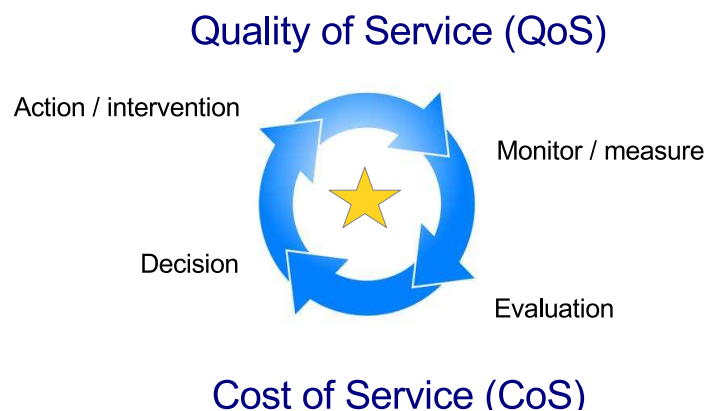 Quality of Service (QoS)
Action / intervention
Monitor / measure
Decision
Evaluation
Cost of Service (CoS)